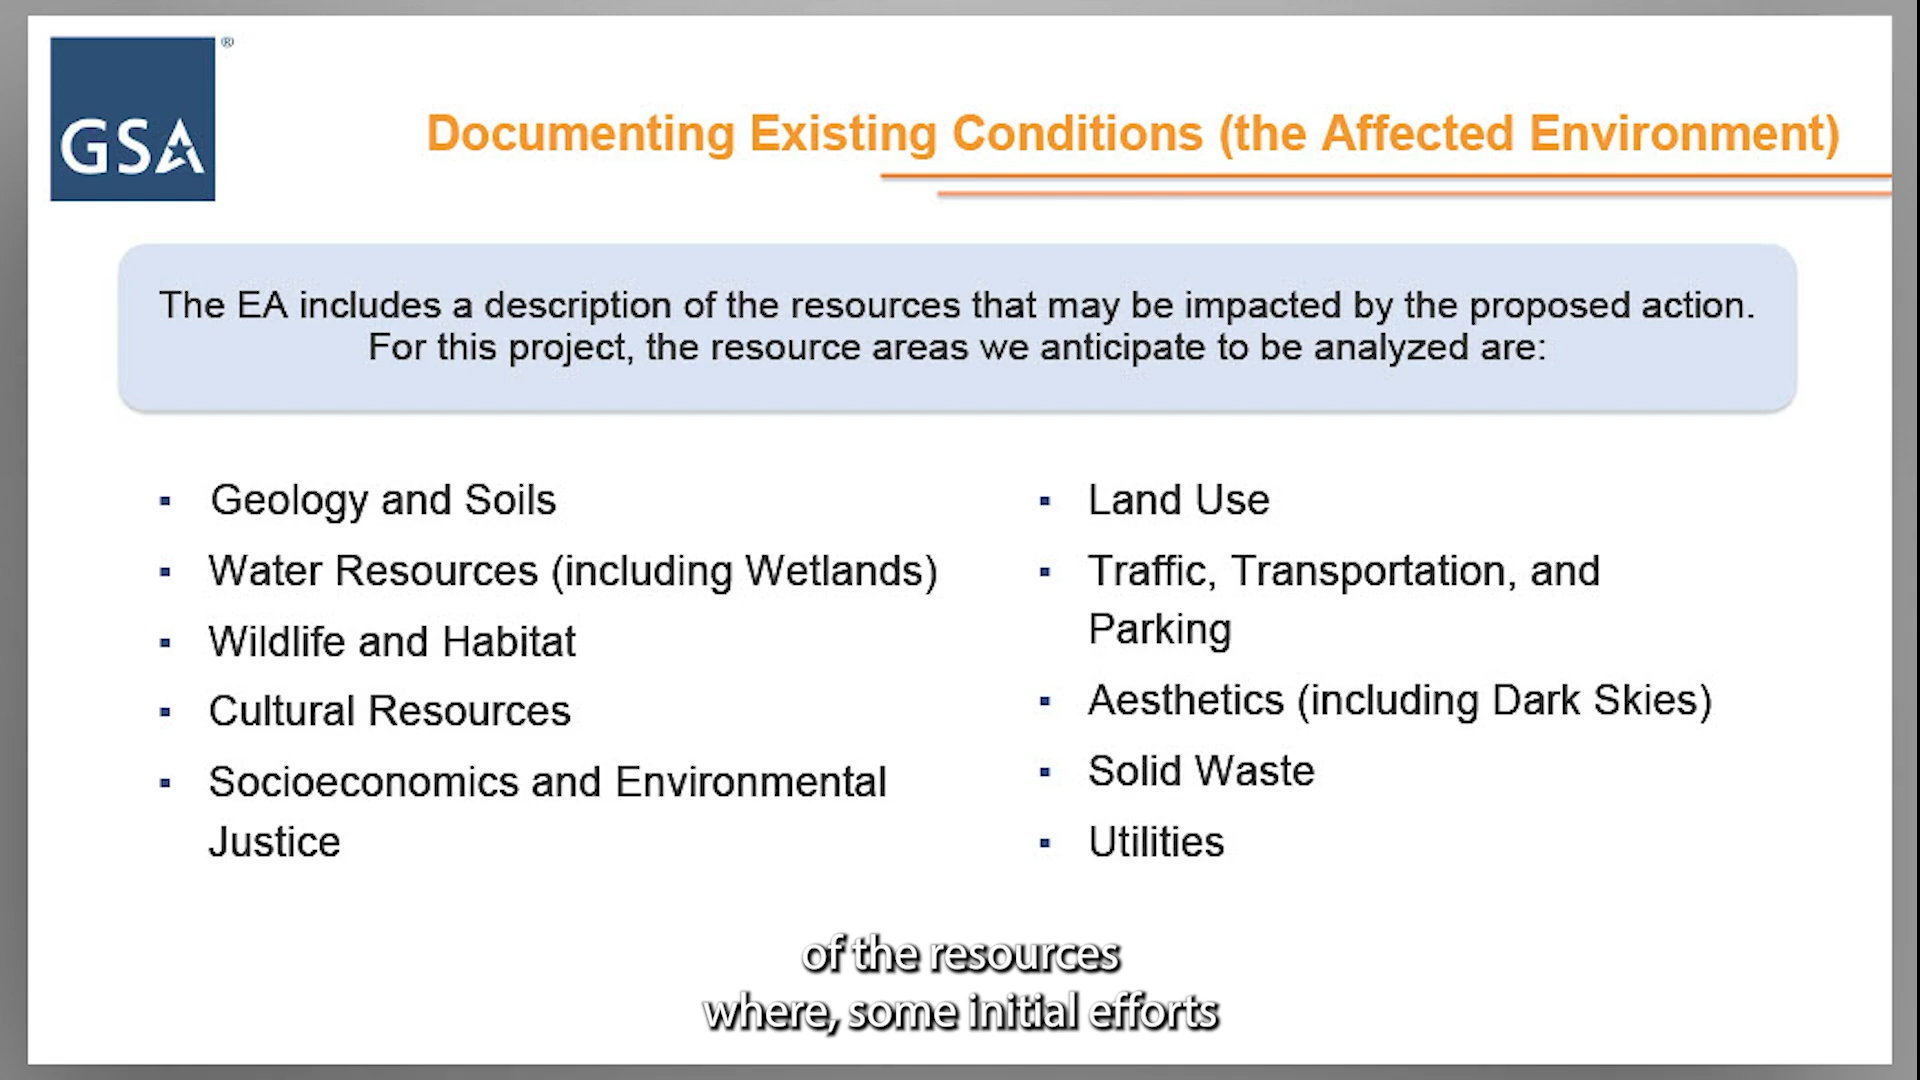 GSA®
Documenting Existing Conditions (the Affected Environment)
The EA includes a description of the resources that may be impacted by the proposed action.
For this project, the resource areas we anticipate to be analyzed are:
▪ Geology and Soils
▪ Water Resources (including Wetlands)
▪ Wildlife and Habitat
▪ Cultural Resources
▪ Socioeconomics and Environmental
Justice
▪ Land Use
▪ Traffic, Transportation, and
Parking
▪ Aesthetics (including Dark Skies)
▪ Solid Waste
▪ Utilities
of the resources
where, some initial efforts